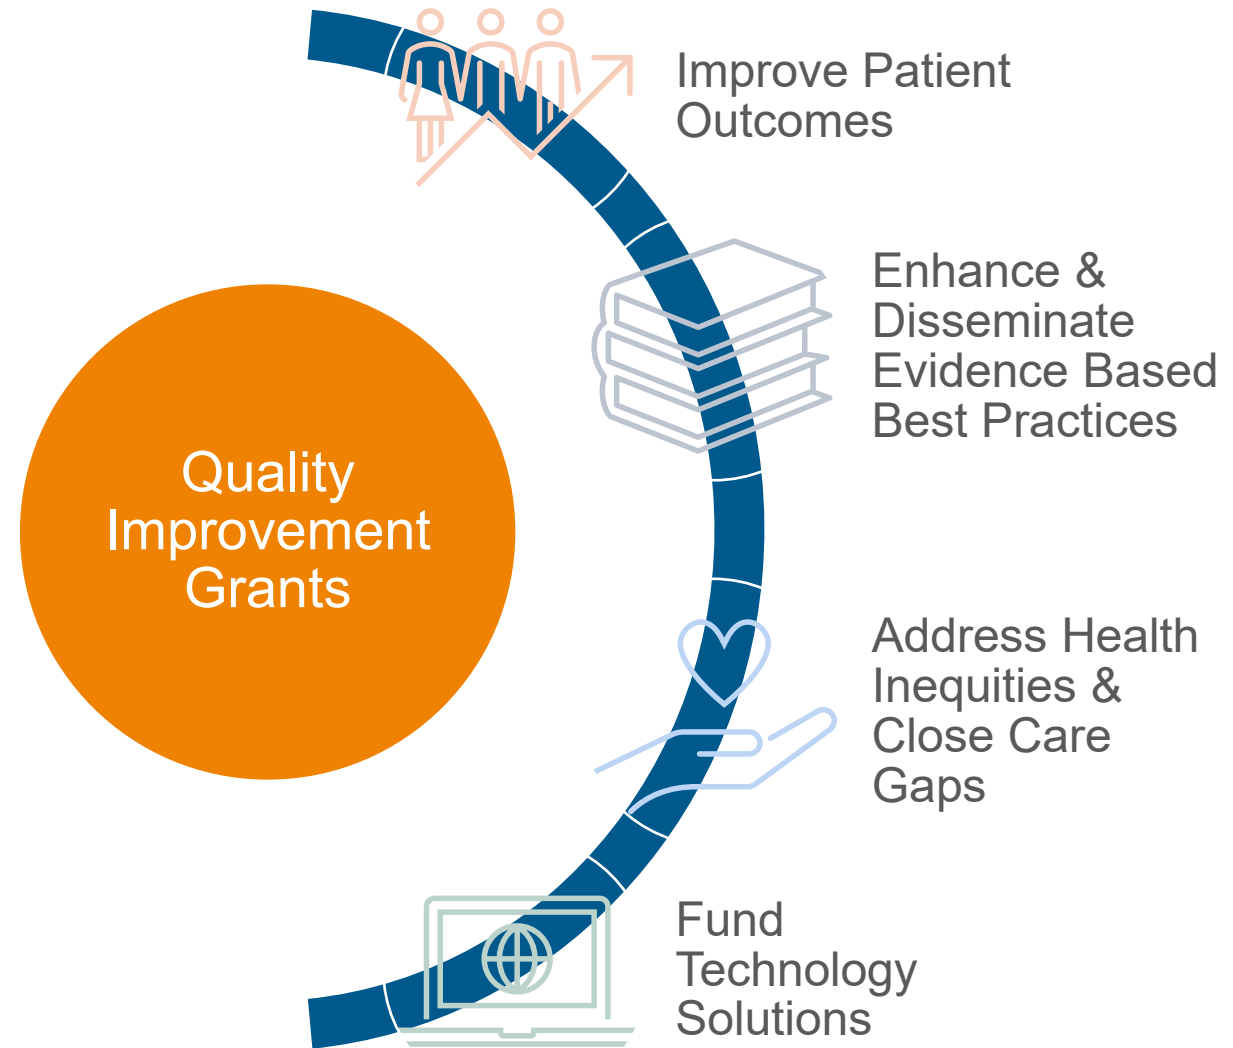 Improve Patient
Outcomes
Enhance &
Disseminate
Evidence Based
Best Practices
Quality
Improvement
Grants
Address Health
Inequities &
Close Care
Gaps
Fund
Technology
Solutions